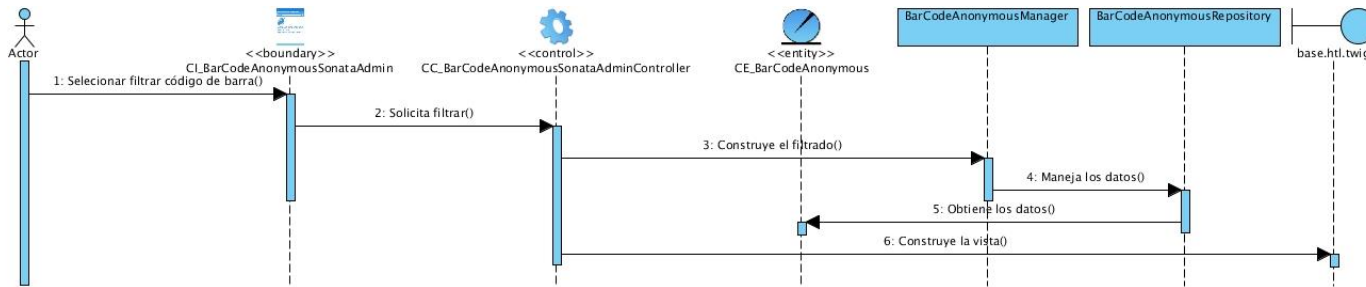 BarCodeAnonymousManager
BarCodeAnonymousRepository
Actor
<<boundary>>
CI_BarCodeAnonymousSonataAdmin
<<control>>
CC_BarCodeAnonymousSonataAdminController
<<entity>>
CE_BarCodeAnonymous
base.htl.twig
1: Selecionar filtrar código de barra()
2: Solicita filtrar()
3: Construye el filtrado()
4: Maneja los datos()
5: Obtiene los datos()
6: Construye la vista()